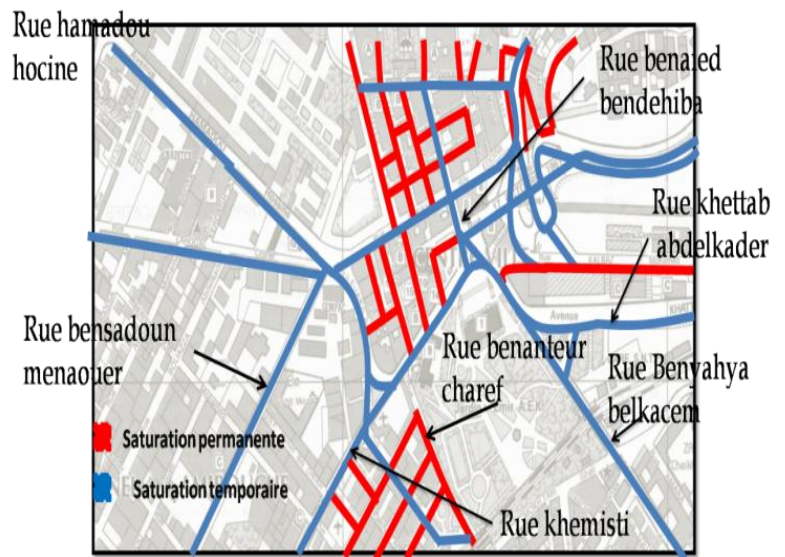 Rue hamadou
hocine
Rue benaied
bendehiba
Rue khettab
abdelkader
Avenue
Rue bensadoun
menaouer
Rue benanteur
charef
Rue Benyahya
belkacem
Saturation permanente
Saturation temporaire
Rue khemisti